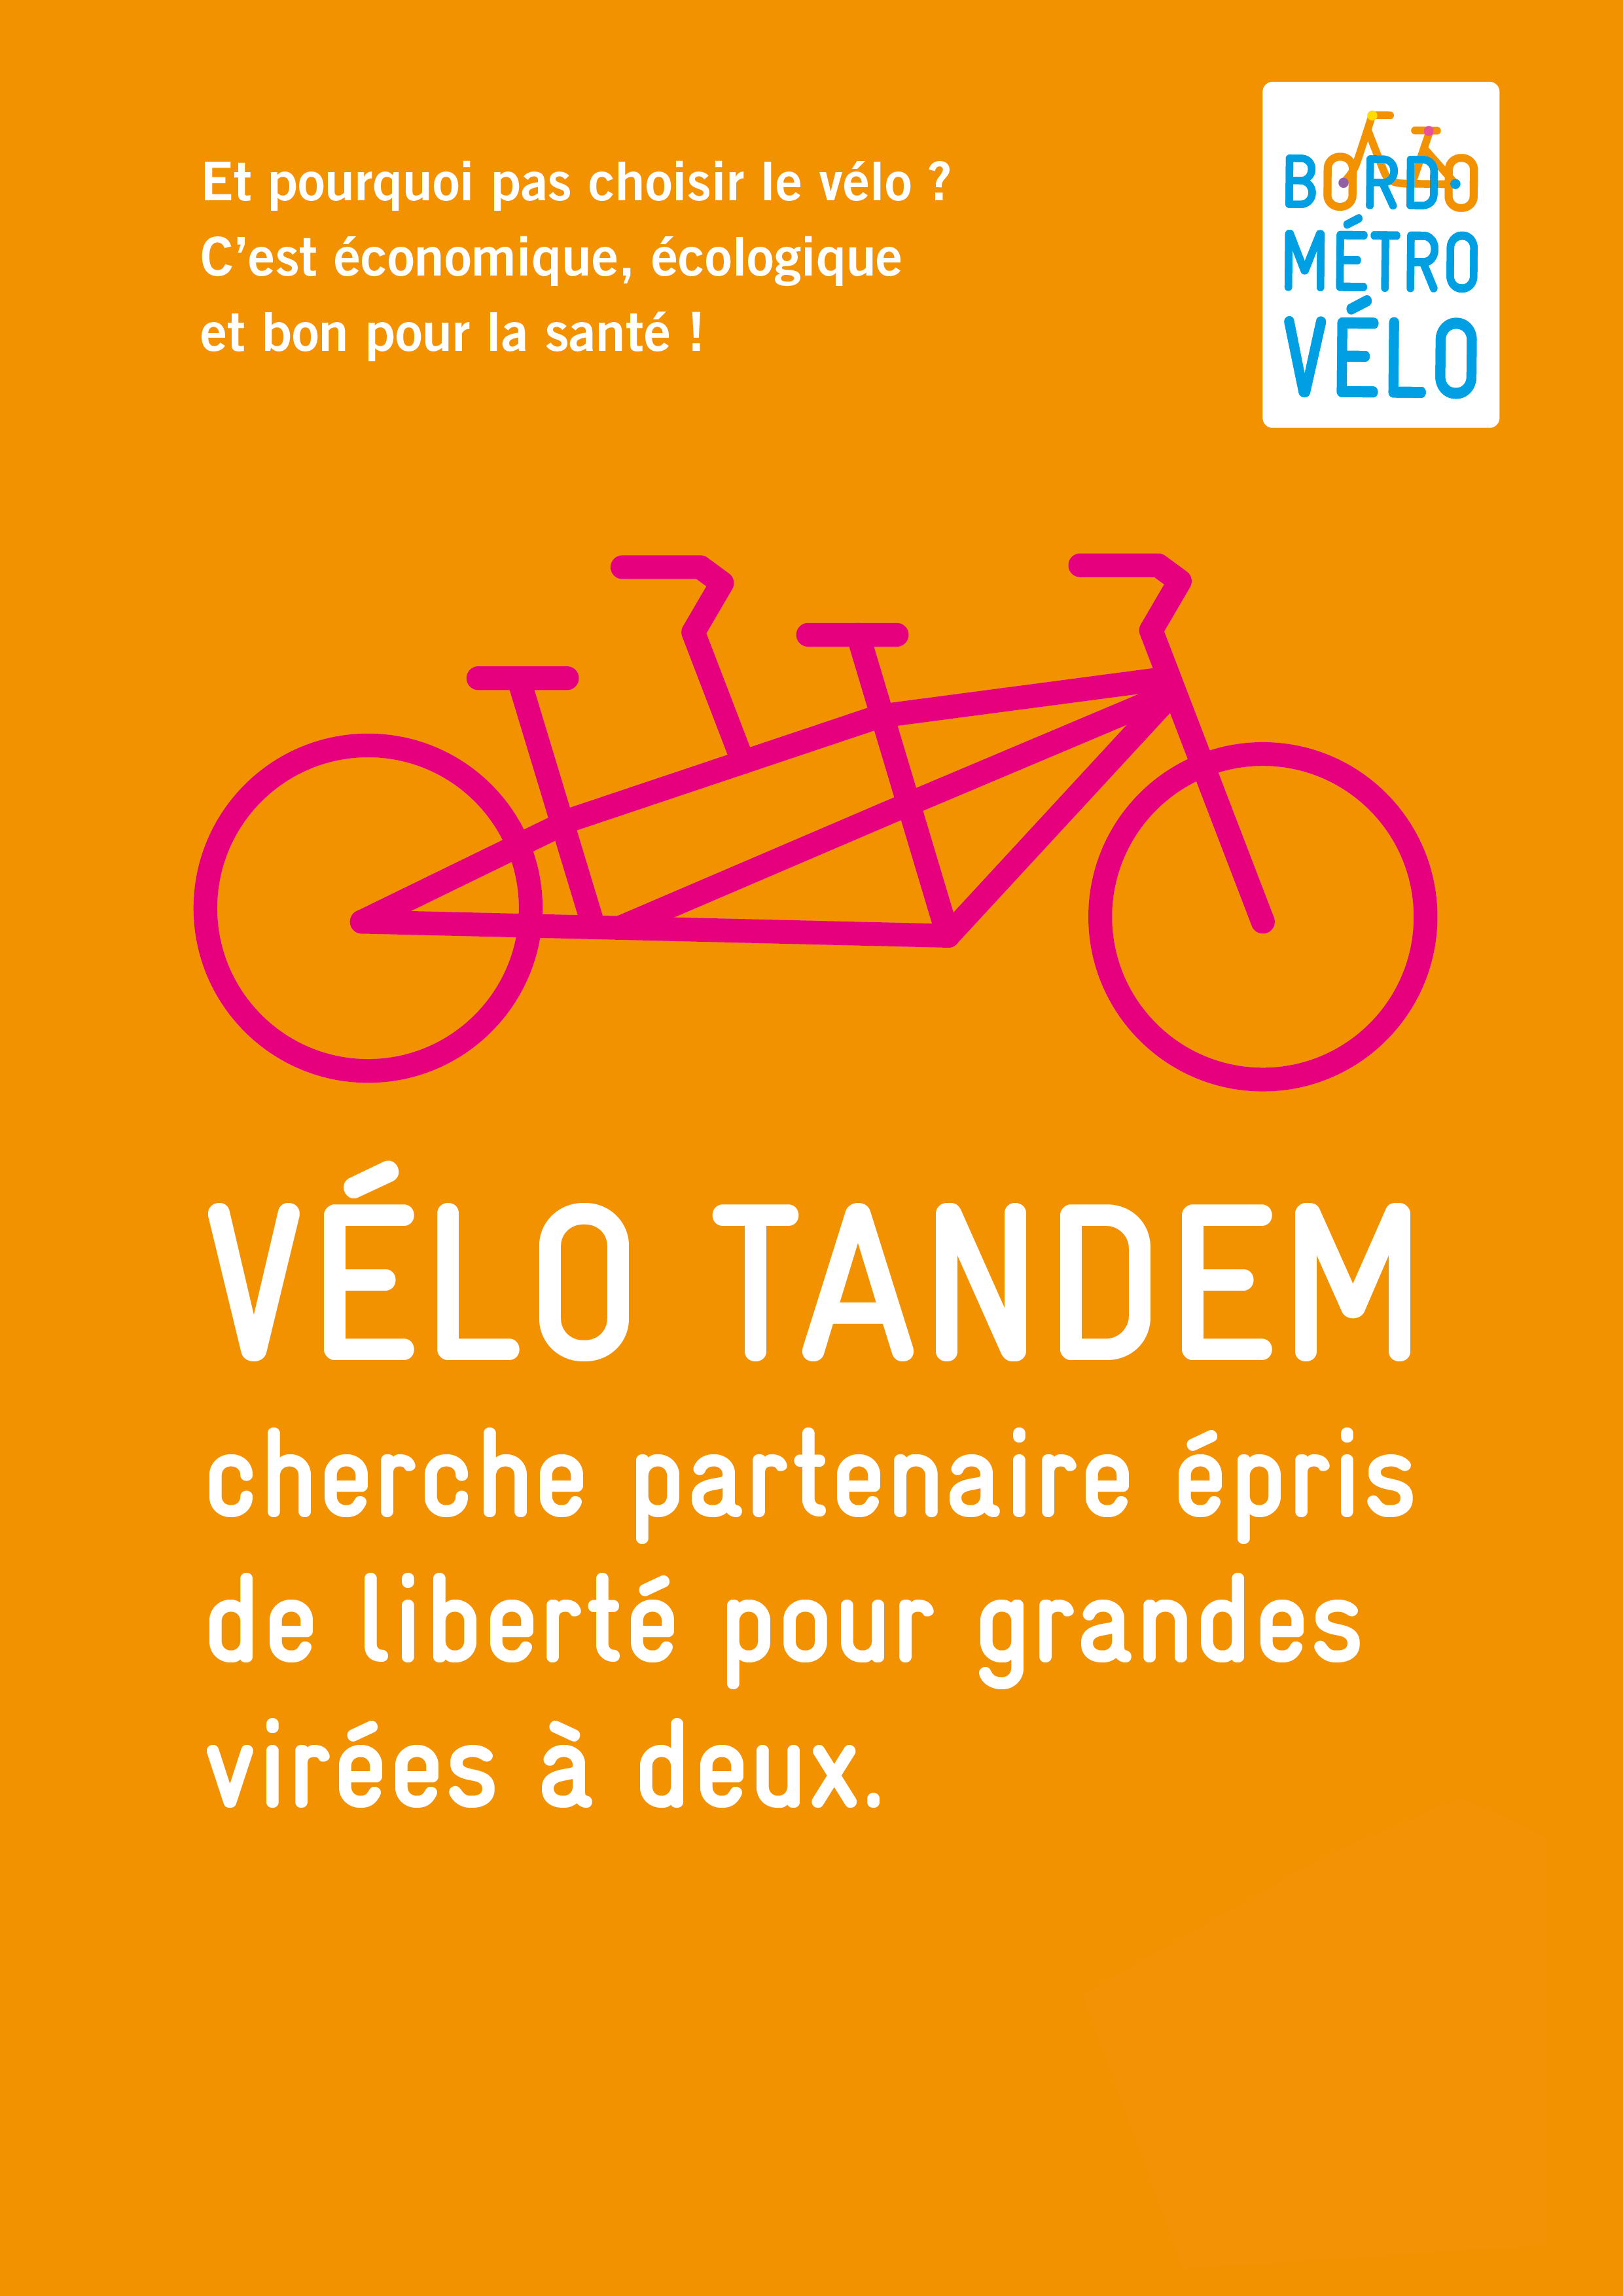 Et pourquoi pas choisir le vélo ?
C’est économique, écologique
et bon pour la santé !
BORDO
MÉTRO
VÉLO
VÉLO TANDEM
cherche partenaire épris
de liberté pour grandes
virées à deux.